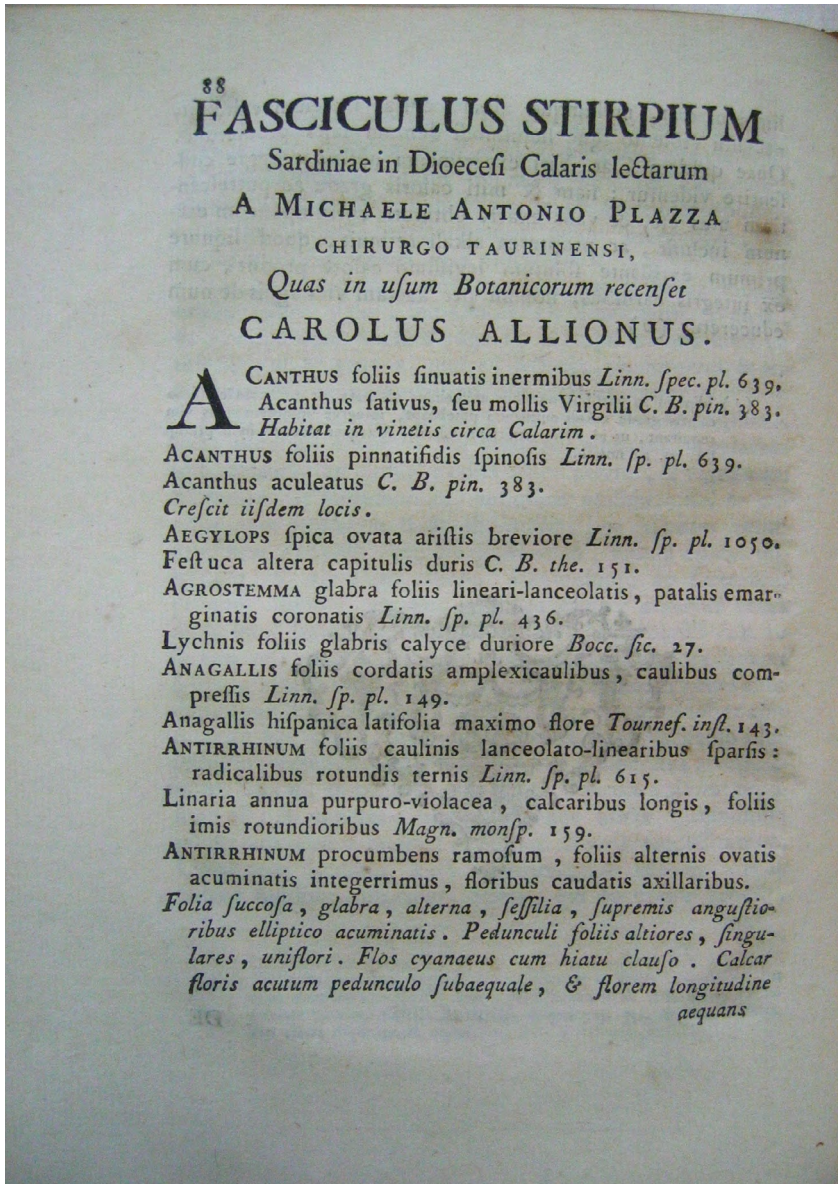 88
FASCICULUS STIRPIUM
Sardiniae in Dioeceſi Calaris lectarum
A MICHAELE ANTONIO PLAZZA
CHIRURGO TAURINENSI,
Quas in uſum Botanicorum recenſet
CAROLUS ALLIONUS.
ACANTHUS foliis ſinuatis inermibus Linn. ſpec. pl. 639.
Acanthus ſativus, ſeu mollis Virgilii C. B. pin. 383.
Habitat in vinetis circa Calarim.
ACANTHUS foliis pinnatifidis ſpinoſis Linn. ſp. pl. 639.
Acanthus aculeatus C. B. pin. 383.
Creſcit iiſdem locis.
AEGYLOPS ſpica ovata ariſtis breviore Linn. ſp. pl. 1050.
Feſtuca altera capitulis duris C. B. the. 151.
AGROSTEMMA glabra foliis lineari-lanceolatis, patalis emar-
ginatis coronatis Linn. ſp. pl. 436.
Lychnis foliis glabris calyce duriore Bocc. ſic. 27.
ANAGALLIS foliis cordatis amplexicaulibus, caulibus com-
preſſis Linn. ſp. pl. 149.
Anagallis hiſpanica latifolia maximo flore Tournef. inſt. 143.
ANTIRRHINUM foliis caulinis lanceolato-linearibus ſparſis:
radicalibus rotundis ternis Linn. ſp. pl. 615.
Linaria annua purpuro-violacea, calcaribus longis, foliis
imis rotundioribus Magn. monſp. 159.
ANTIRRHINUM procumbens ramoſum, foliis alternis ovatis
acuminatis integerrimus, floribus caudatis axillaribus.
Folia ſuccoſa, glabra, alterna, ſeſſilia, ſupremis anguſtio-
ribus elliptico acuminatis. Pedunculi foliis altiores, ſingu-
lares, uniflori. Flos cyanaeus cum hiatu clauſo. Calcar
floris acutum pedunculo ſubaequale, & florem longitudine
aequans